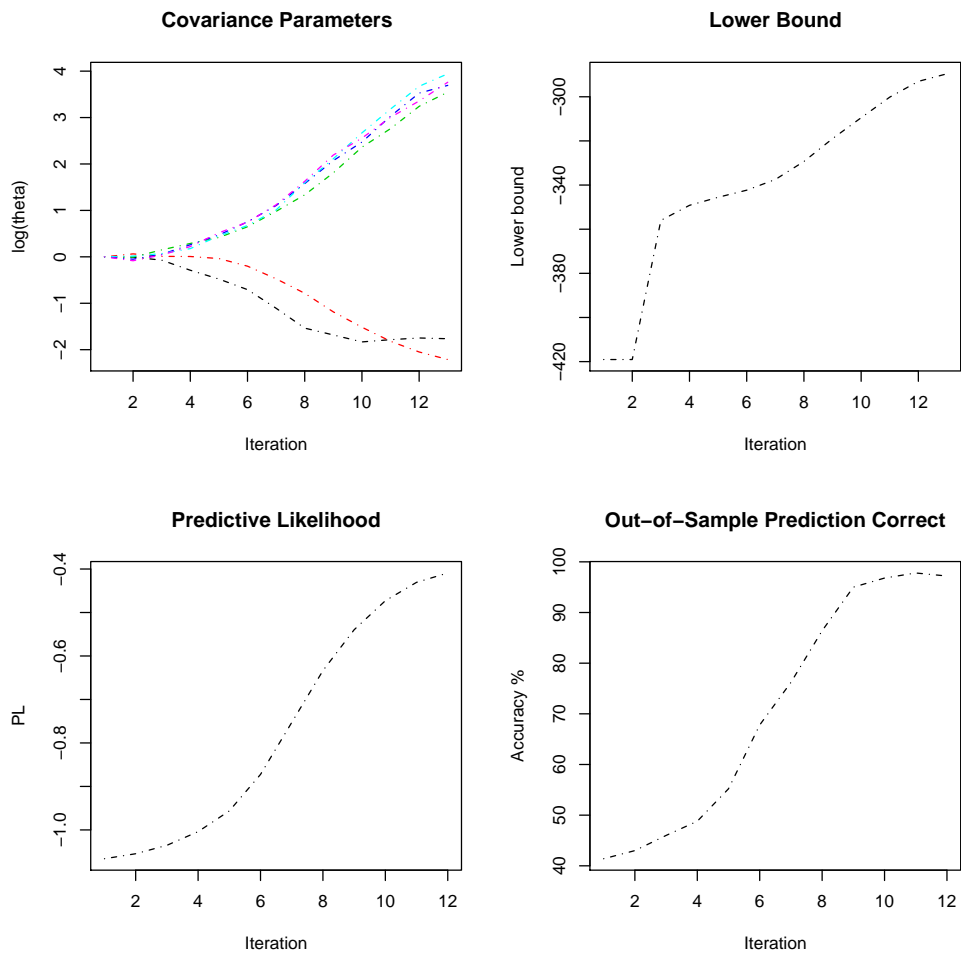 Covariance Parameters
log(theta)
4
3
2
1
0
−1
−2
2 4 6 8 10 12
Iteration
Lower Bound
Lower bound
−300
−340
−380
−420
2 4 6 8 10 12
Iteration
Predictive Likelihood
PL
−0.4
−0.6
−0.8
−1.0
2 4 6 8 10 12
Iteration
Out−of−Sample Prediction Correct
Accuracy %
100
90
80
70
60
50
40
2 4 6 8 10 12
Iteration